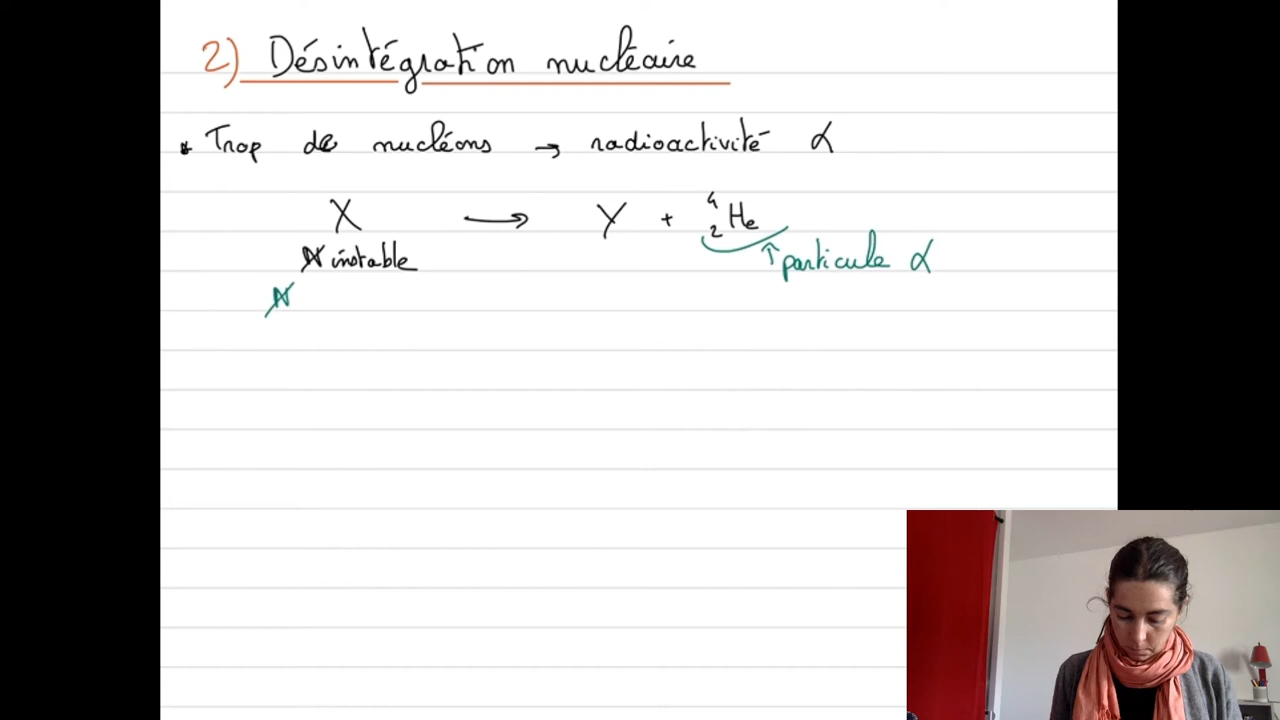 2) Désintégration nucléaire
* Trop de nucléons → radioactivité α
X → Y + ⁴₂He
N instable ↑ particule α
N